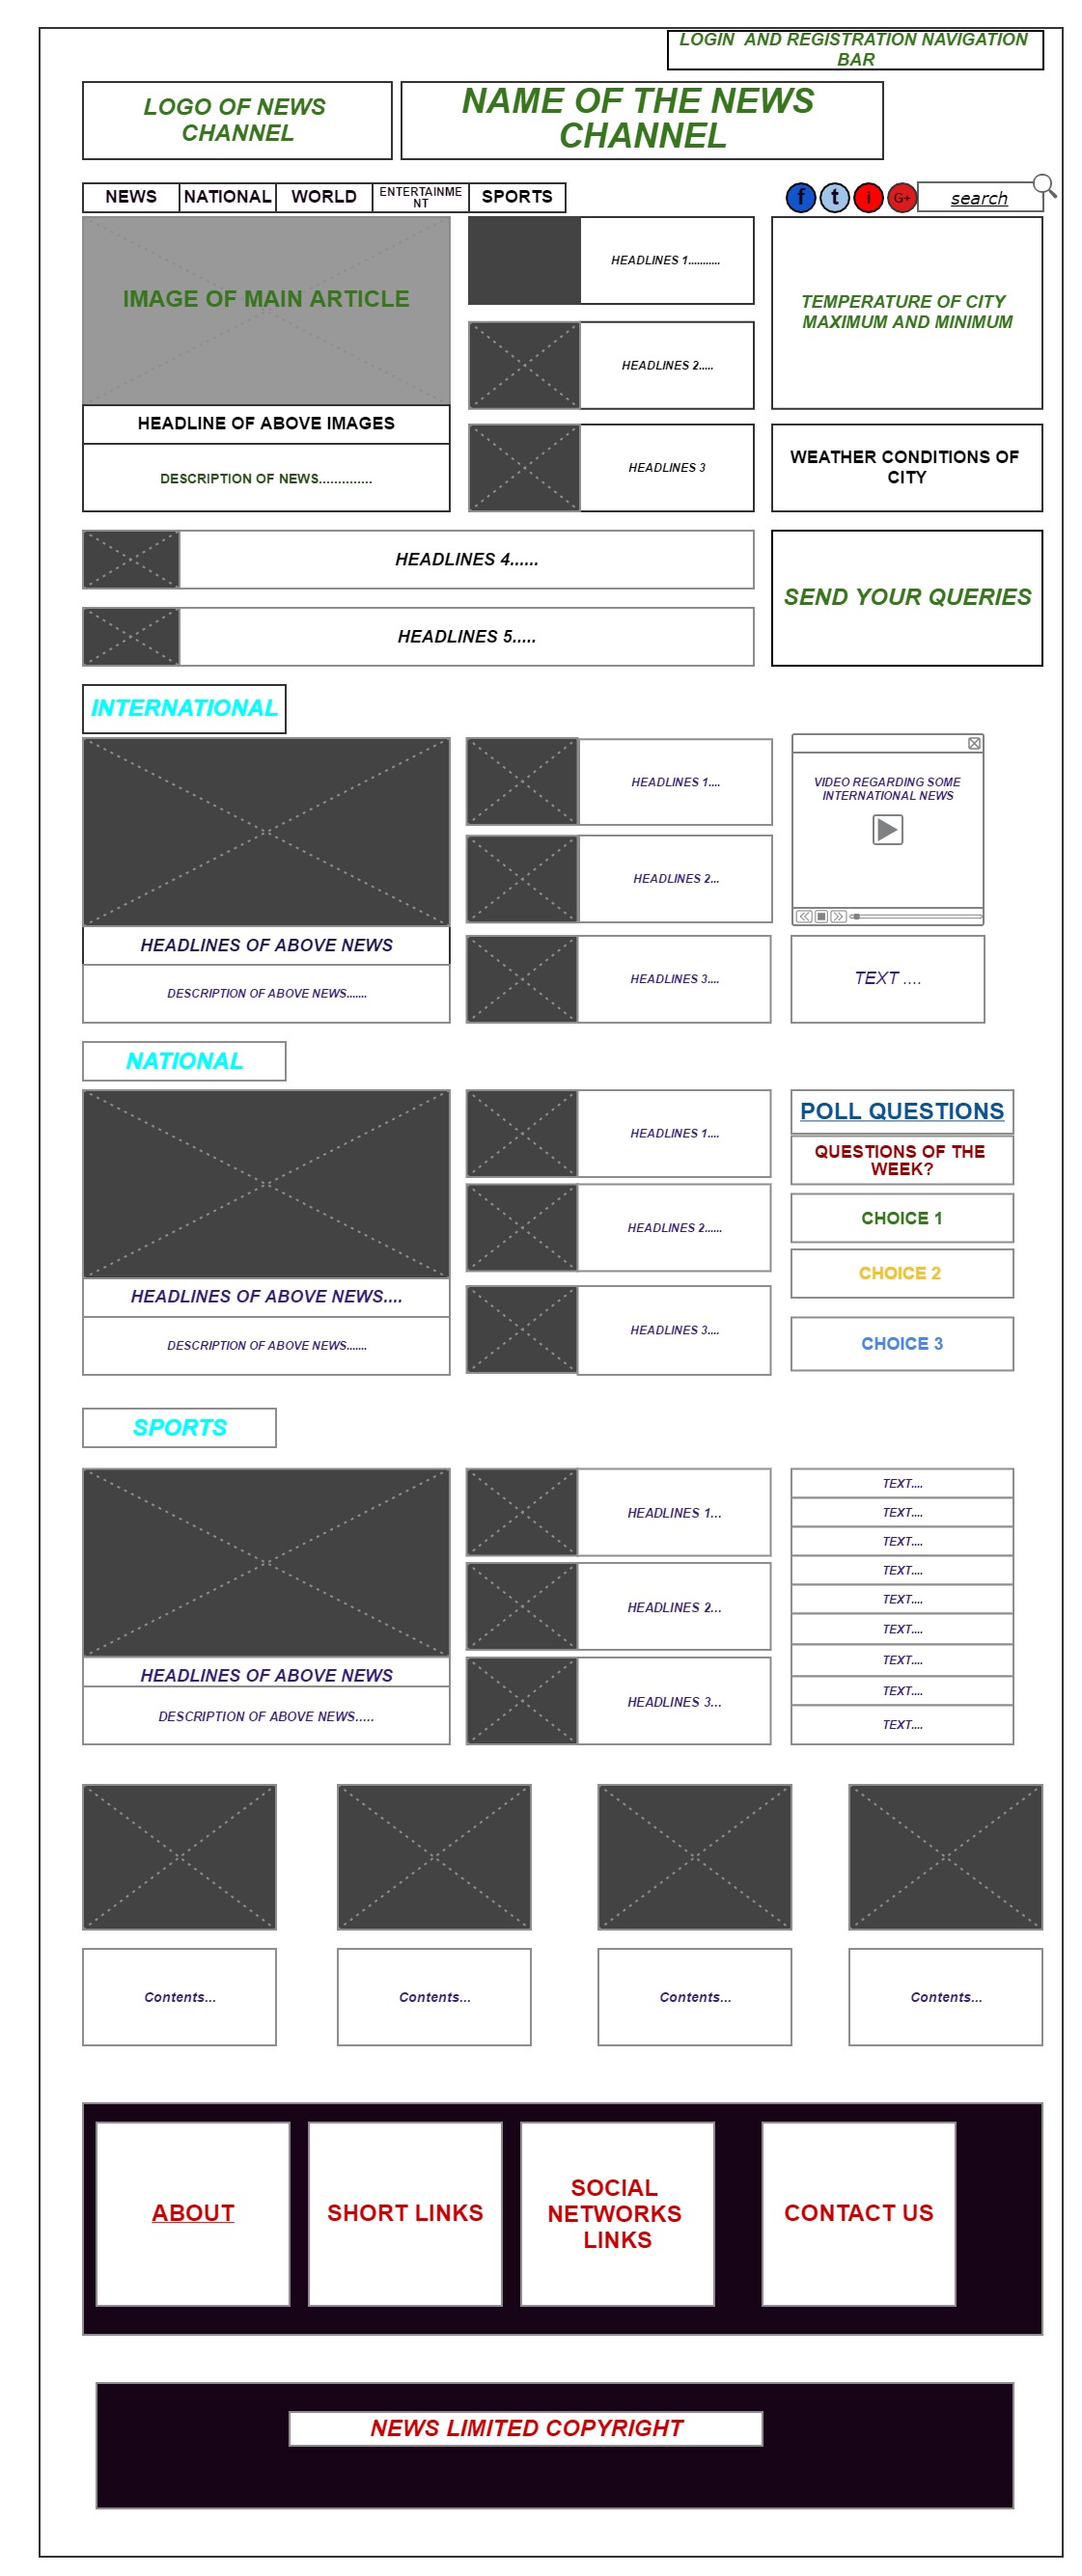 LOGIN  AND REGISTRATION NAVIGATION
BAR
LOGO OF NEWS
CHANNEL
NAME OF THE NEWS
CHANNEL
NEWS
NATIONAL
WORLD
ENTERTAINME
NT
SPORTS
f
t
i
G+
search
IMAGE OF MAIN ARTICLE
HEADLINE OF ABOVE IMAGES
DESCRIPTION OF NEWS..............
HEADLINES 1...........
HEADLINES 2.....
HEADLINES 3
TEMPERATURE OF CITY
MAXIMUM AND MINIMUM
WEATHER CONDITIONS OF
CITY
HEADLINES 4......
HEADLINES 5.....
SEND YOUR QUERIES
INTERNATIONAL
HEADLINES OF ABOVE NEWS
DESCRIPTION OF ABOVE NEWS.......
HEADLINES 1....
HEADLINES 2...
HEADLINES 3....
VIDEO REGARDING SOME
INTERNATIONAL NEWS
TEXT ....
NATIONAL
HEADLINES OF ABOVE NEWS....
DESCRIPTION OF ABOVE NEWS.......
HEADLINES 1....
HEADLINES 2......
HEADLINES 3....
POLL QUESTIONS
QUESTIONS OF THE
WEEK?
CHOICE 1
CHOICE 2
CHOICE 3
SPORTS
HEADLINES OF ABOVE NEWS
DESCRIPTION OF ABOVE NEWS.....
HEADLINES 1...
HEADLINES 2...
HEADLINES 3...
TEXT....
TEXT....
TEXT....
TEXT....
TEXT....
TEXT....
TEXT....
TEXT....
TEXT....
Contents...
Contents...
Contents...
Contents...
ABOUT
SHORT LINKS
SOCIAL
NETWORKS
LINKS
CONTACT US
NEWS LIMITED COPYRIGHT